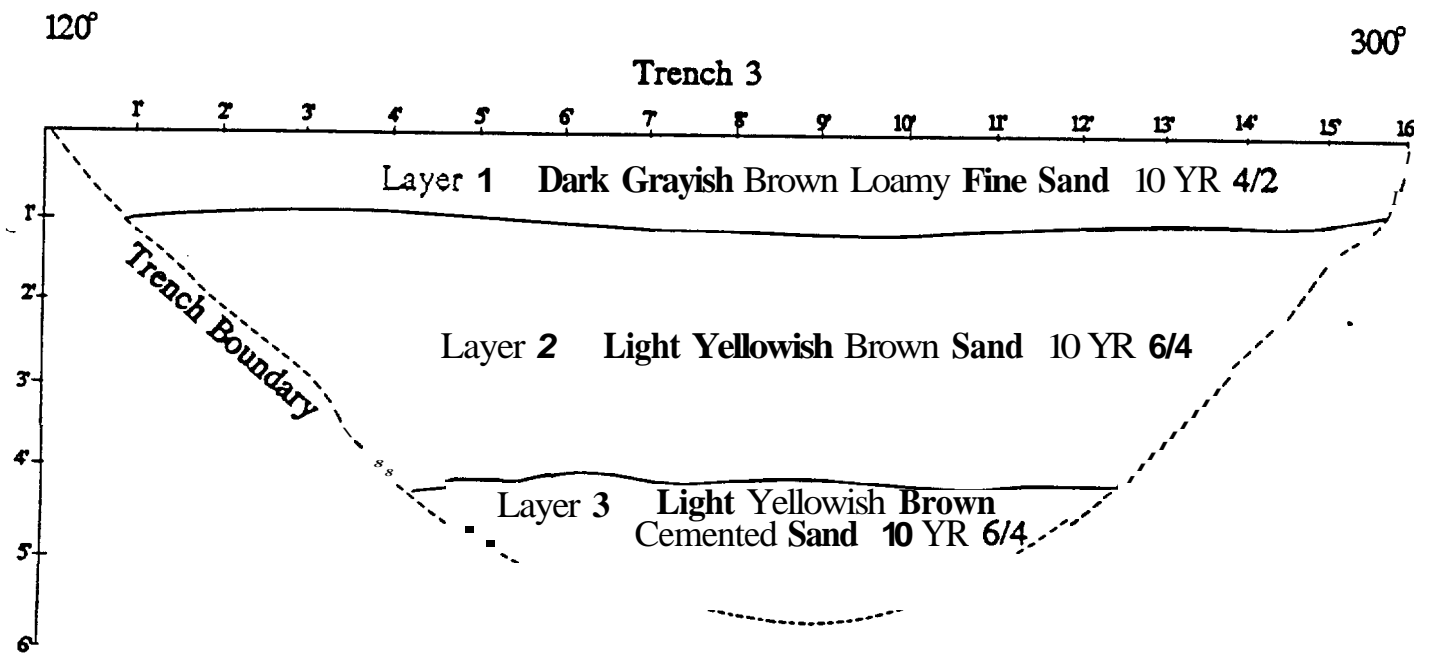 120°
300°
Trench 3
1' 2' 3' 4' 5' 6' 7' 8' 9' 10' 11' 12' 13' 14' 15' 16
Layer 1 Dark Grayish Brown Loamy Fine Sand 10 YR 4/2
1'
Trench Boundary
2'
Layer 2 Light Yellowish Brown Sand 10 YR 6/4
3'
4'
Layer 3 Light Yellowish Brown
Cemented Sand 10 YR 6/4
5'
6'